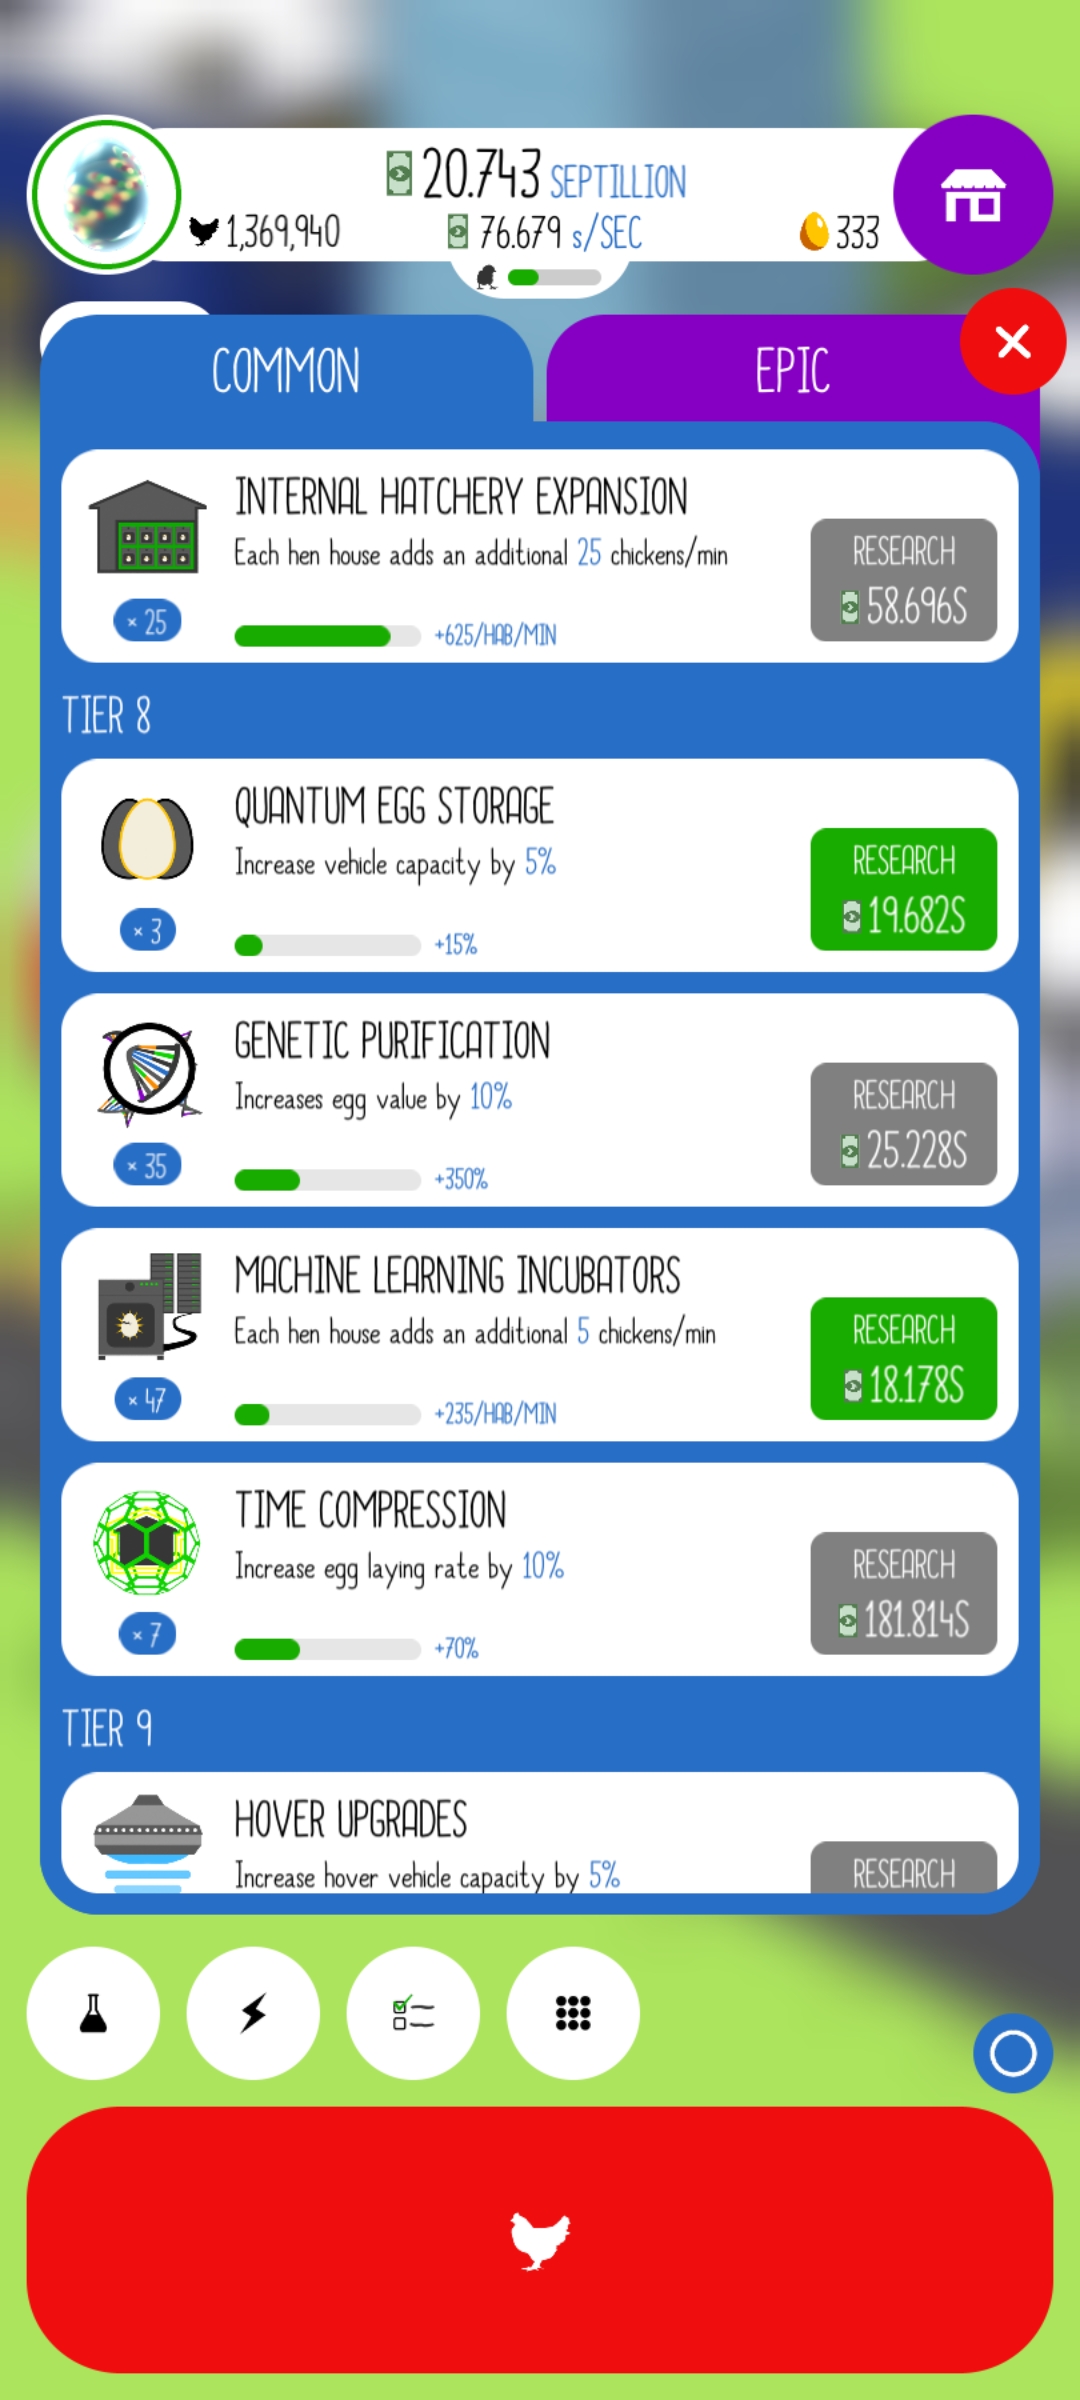 20.743 SEPTILLION
1,369,940
76.679 s/SEC
333
COMMON
EPIC
INTERNAL HATCHERY EXPANSION
Each hen house adds an additional 25 chickens/min
RESEARCH
58.696S
× 25
+625/HAB/MIN
TIER 8
QUANTUM EGG STORAGE
Increase vehicle capacity by 5%
RESEARCH
19.682S
× 3
+15%
GENETIC PURIFICATION
Increases egg value by 10%
RESEARCH
25.228S
× 35
+350%
MACHINE LEARNING INCUBATORS
Each hen house adds an additional 5 chickens/min
RESEARCH
18.178S
× 47
+235/HAB/MIN
TIME COMPRESSION
Increase egg laying rate by 10%
RESEARCH
181.814S
× 7
+70%
TIER 9
HOVER UPGRADES
Increase hover vehicle capacity by 5%
RESEARCH